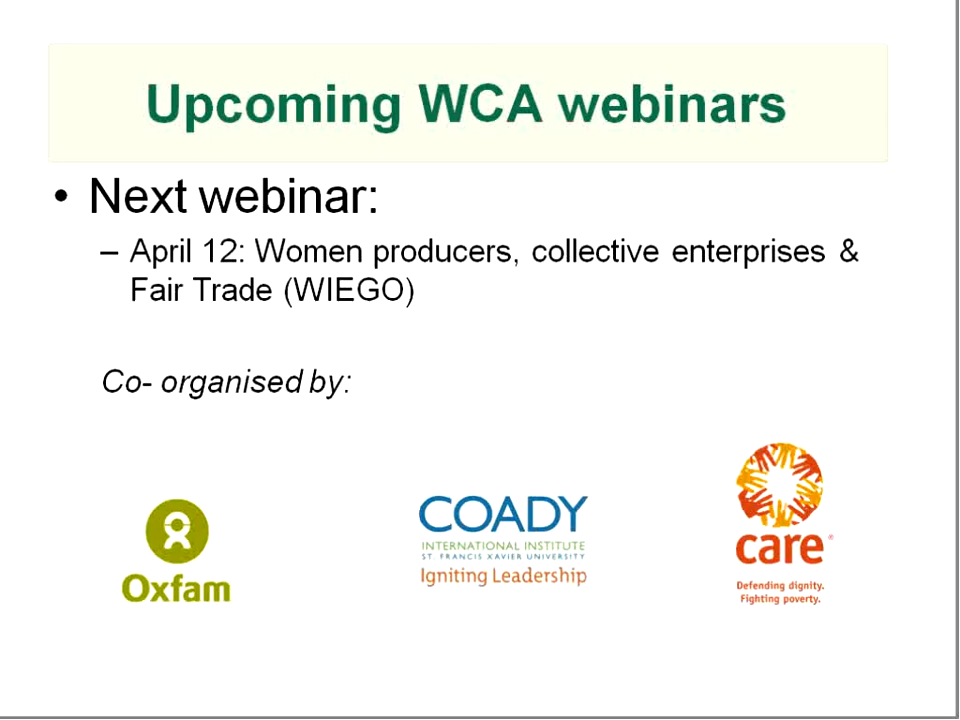 Upcoming WCA webinars
• Next webinar:
– April 12: Women producers, collective enterprises &
Fair Trade (WIEGO)
Co- organised by:
Oxfam
COADY
INTERNATIONAL INSTITUTE
ST. FRANCIS XAVIER UNIVERSITY
Igniting Leadership
care®
Defending dignity.
Fighting poverty.